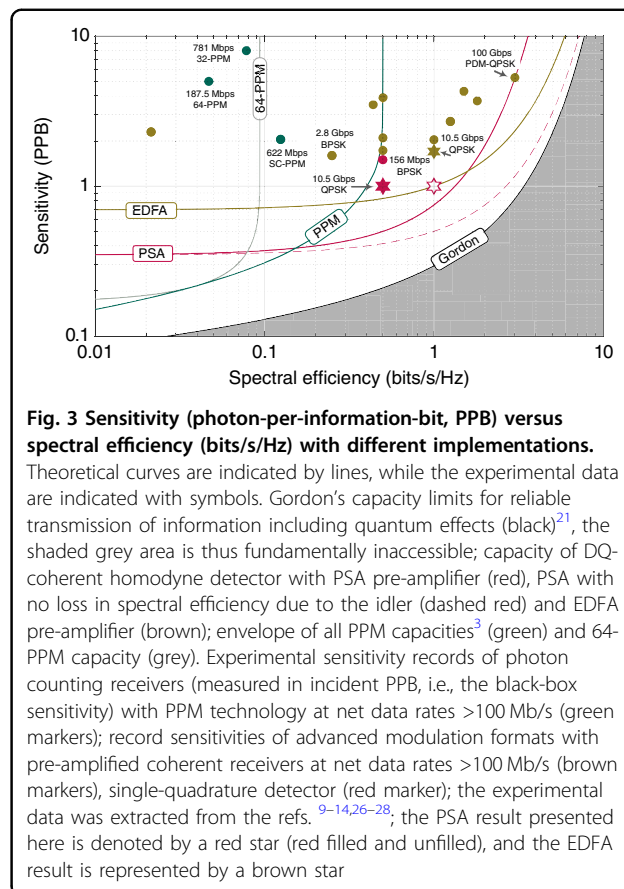 10
781 Mbps
32-PPM
187.5 Mbps
64-PPM
64-PPM
100 Gbps
PDM-QPSK
622 Mbps
SC-PPM
2.8 Gbps
BPSK
10.5 Gbps
QPSK
156 Mbps
BPSK
10.5 Gbps
QPSK
1
EDFA
PSA
PPM
Gordon
0.1
Sensitivity (PPB)
0.01
0.1
1
10
Spectral efficiency (bits/s/Hz)
Fig. 3 Sensitivity (photon-per-information-bit, PPB) versus
spectral efficiency (bits/s/Hz) with different implementations.
Theoretical curves are indicated by lines, while the experimental data
are indicated with symbols. Gordon's capacity limits for reliable
transmission of information including quantum effects (black)21, the
shaded grey area is thus fundamentally inaccessible; capacity of DQ-
coherent homodyne detector with PSA pre-amplifier (red), PSA with
no loss in spectral efficiency due to the idler (dashed red) and EDFA
pre-amplifier (brown); envelope of all PPM capacities3 (green) and 64-
PPM capacity (grey). Experimental sensitivity records of photon
counting receivers (measured in incident PPB, i.e., the black-box
sensitivity) with PPM technology at net data rates >100 Mb/s (green
markers); record sensitivities of advanced modulation formats with
pre-amplified coherent receivers at net data rates >100 Mb/s (brown
markers), single-quadrature detector (red marker); the experimental
data was extracted from the refs. 9–14,26–28; the PSA result presented
here is denoted by a red star (red filled and unfilled), and the EDFA
result is represented by a brown star